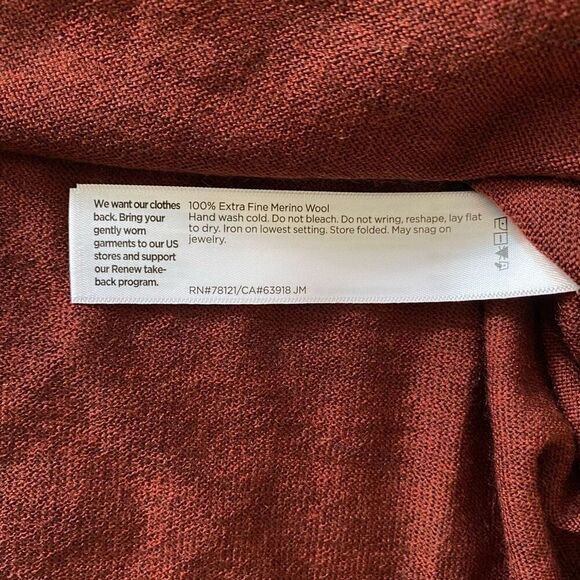 We want our clothes
back. Bring your
gently worn
garments to our US
stores and support
our Renew take-
back program.
100% Extra Fine Merino Wool
Hand wash cold. Do not bleach. Do not wring, reshape, lay flat
to dry. Iron on lowest setting. Store folded. May snag on
jewelry.
RN#78121/CA#63918 JM